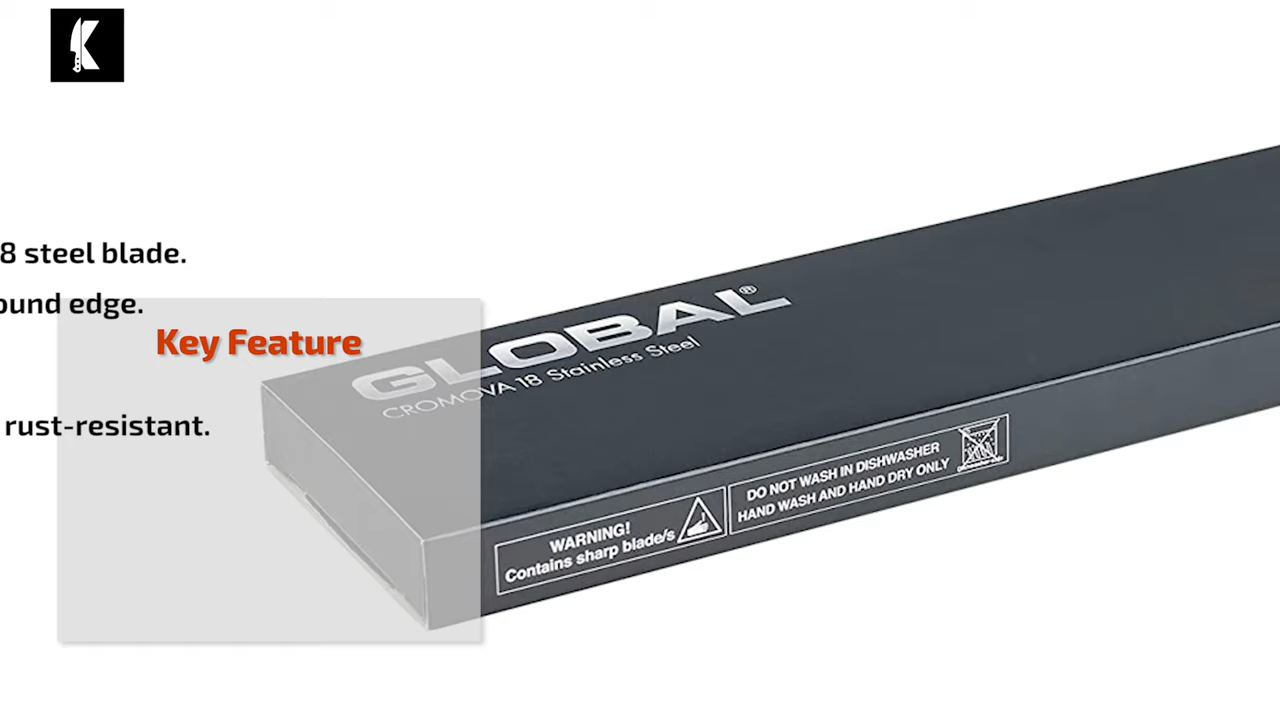 8 steel blade.
ound edge.
Key Feature
GLOBAL®
CROMOVA 18 Stainless Steel
rust-resistant.
WARNING!
Contains sharp blade/s
DO NOT WASH IN DISHWASHER
HAND WASH AND HAND DRY ONLY